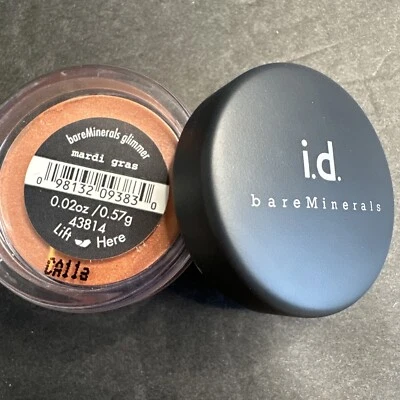 bareMinerals glimmer
mardi gras
0 98132 09383 0
0.02oz/0.57g
43814
Lift Here
CA11a
i.d.
bareMinerals